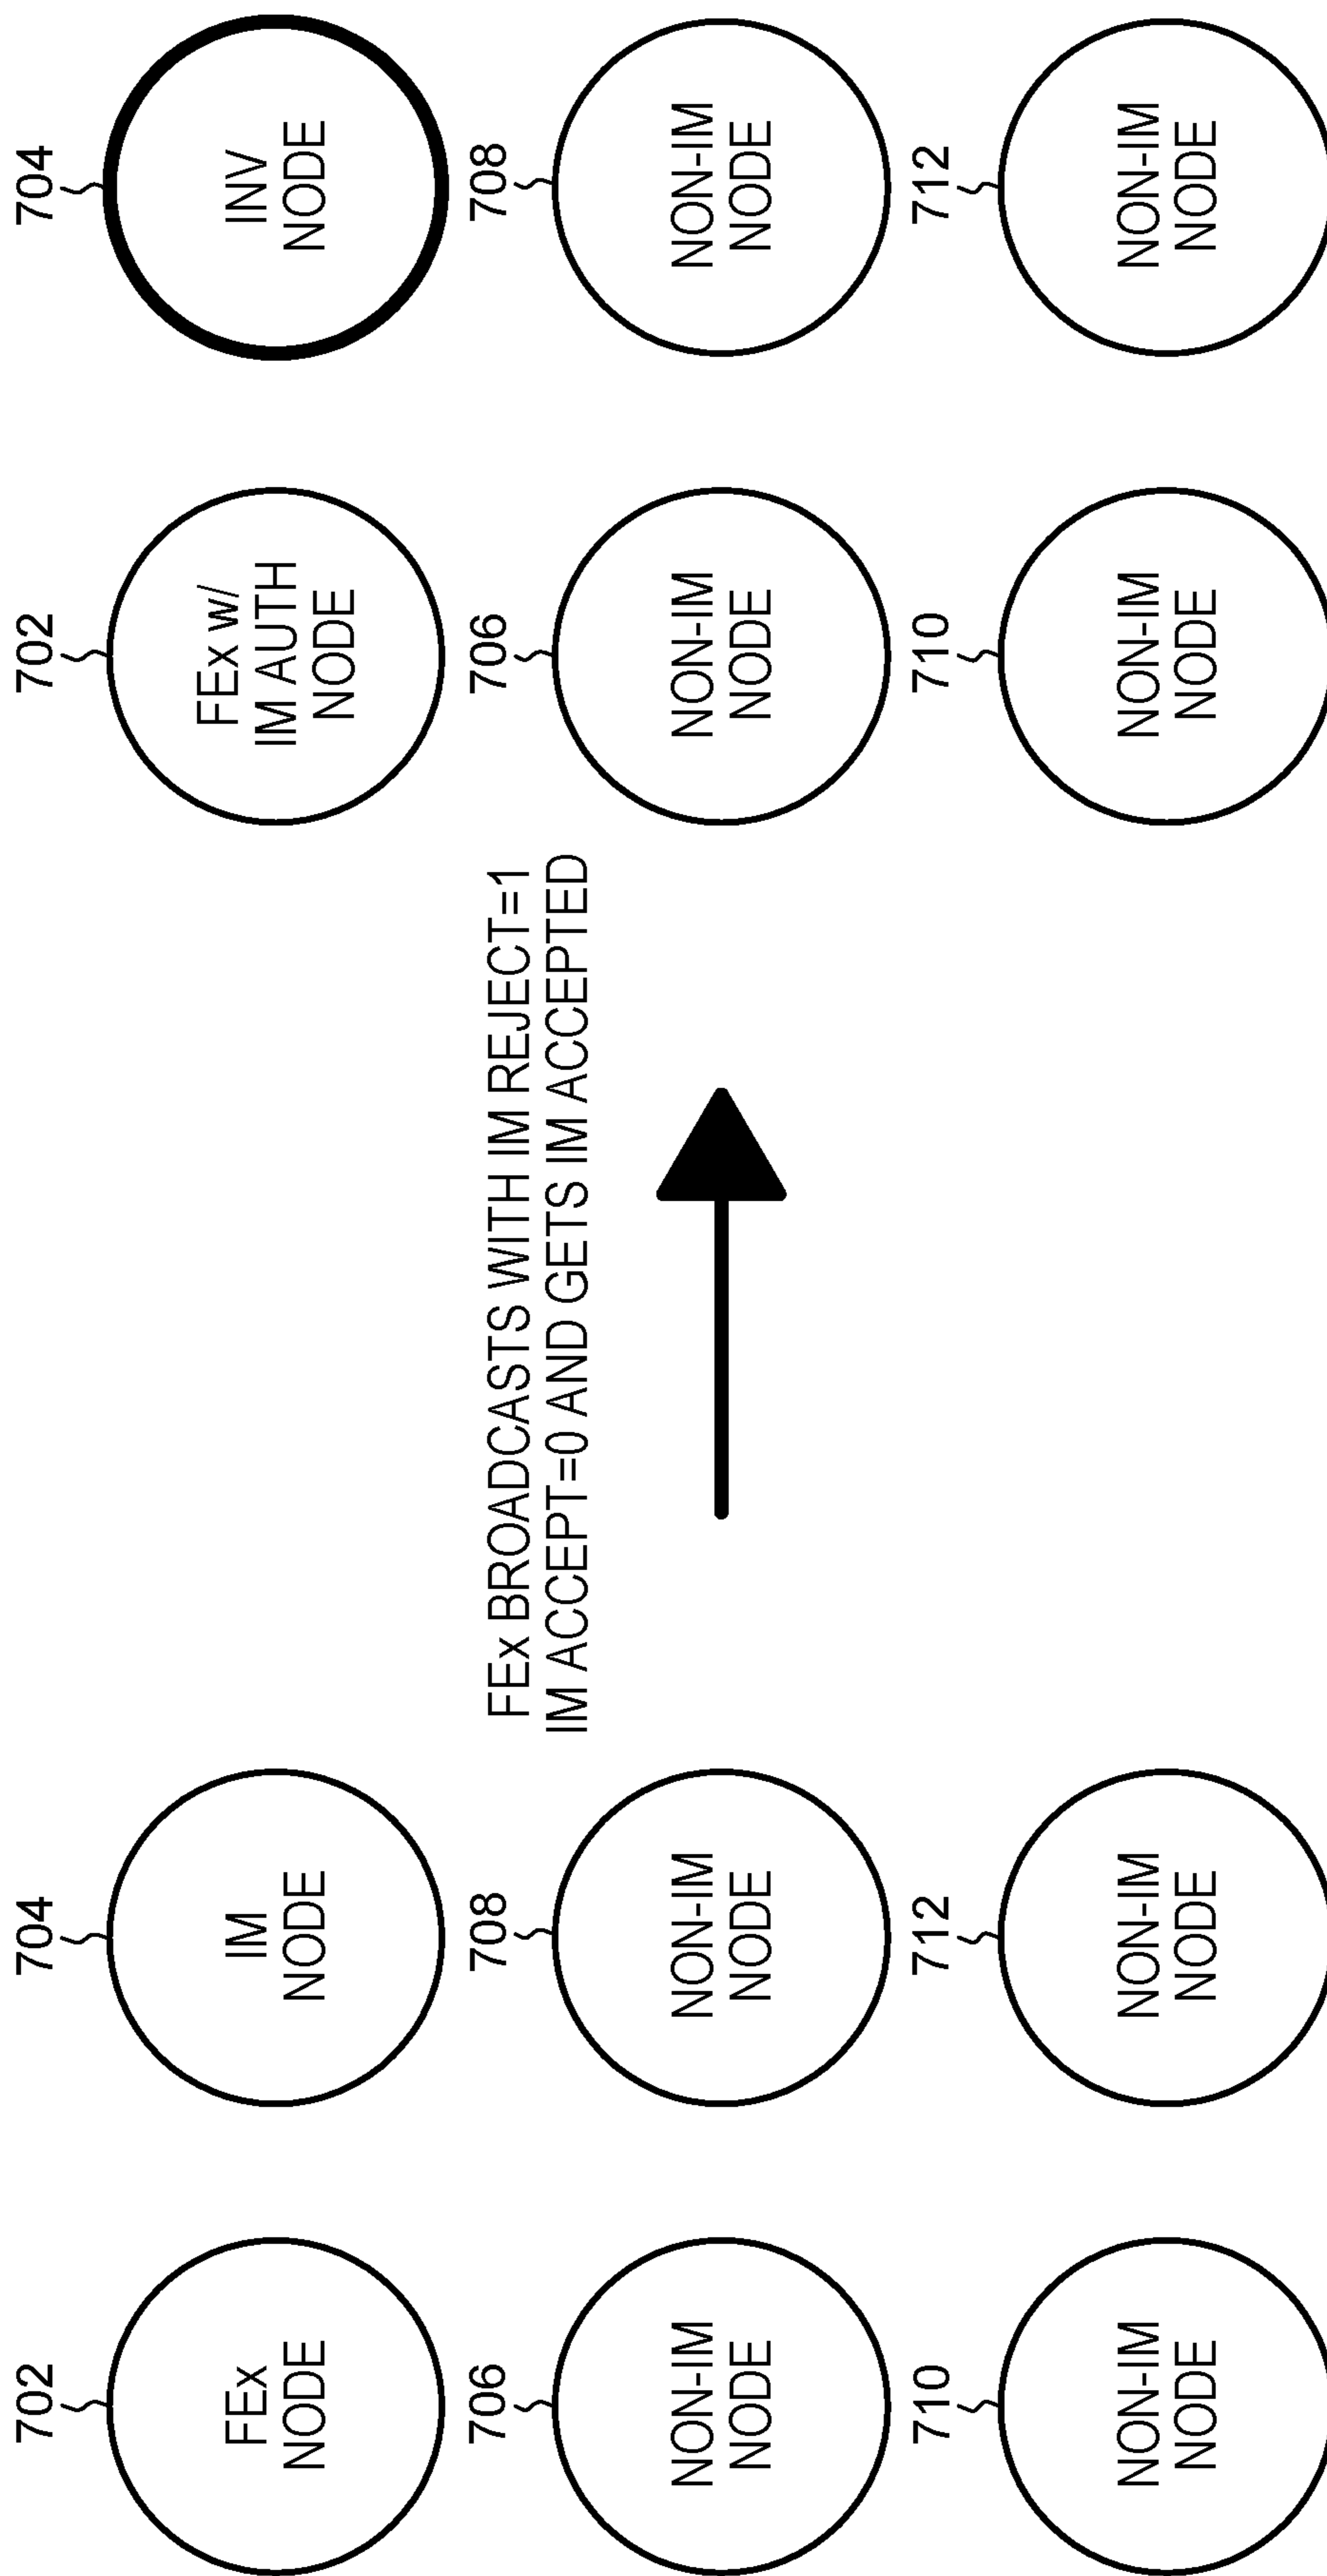 702
704
FEx
NODE
IM
NODE
706
708
NON-IM
NODE
NON-IM
NODE
710
712
NON-IM
NODE
NON-IM
NODE
FEx BROADCASTS WITH IM REJECT=1
IM ACCEPT=0 AND GETS IM ACCEPTED
702
704
FEx w/
IM AUTH
NODE
INV
NODE
706
708
NON-IM
NODE
NON-IM
NODE
710
712
NON-IM
NODE
NON-IM
NODE